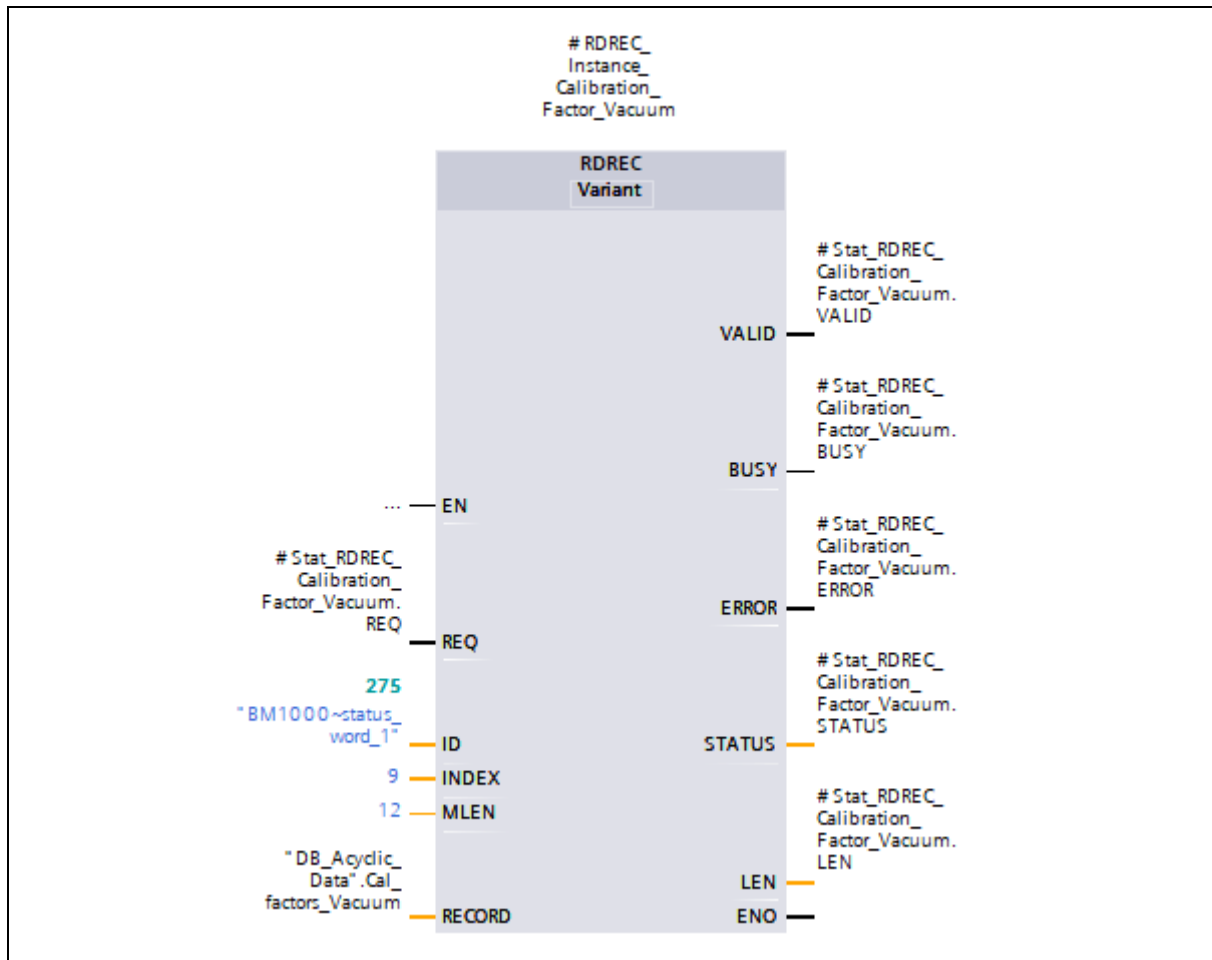 # RDREC_
Instance_
Calibration_
Factor_Vacuum
RDREC
Variant
# Stat_RDREC_
Calibration_
Factor_Vacuum.
VALID
VALID
# Stat_RDREC_
Calibration_
Factor_Vacuum.
BUSY
BUSY
... EN
# Stat_RDREC_
Calibration_
Factor_Vacuum.
REQ
REQ
# Stat_RDREC_
Calibration_
Factor_Vacuum.
ERROR
ERROR
275
"BM1000~status_
word_1"
ID
# Stat_RDREC_
Calibration_
Factor_Vacuum.
STATUS
STATUS
9 INDEX
12 MLEN
"DB_Acyclic_
Data".Cal_
factors_Vacuum
RECORD
# Stat_RDREC_
Calibration_
Factor_Vacuum.
LEN
LEN
ENO